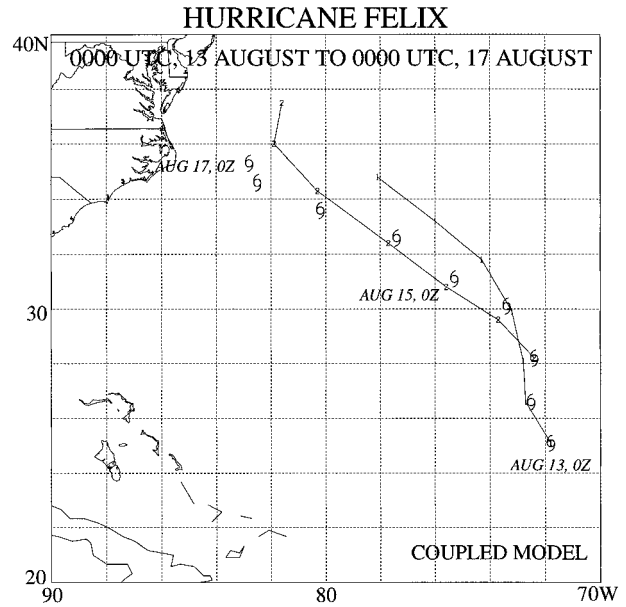 HURRICANE FELIX
40N
0000 UTC, 13 AUGUST TO 0000 UTC, 17 AUGUST
AUG 17, 0Z
AUG 15, 0Z
30
AUG 13, 0Z
COUPLED MODEL
20
90 80 70W